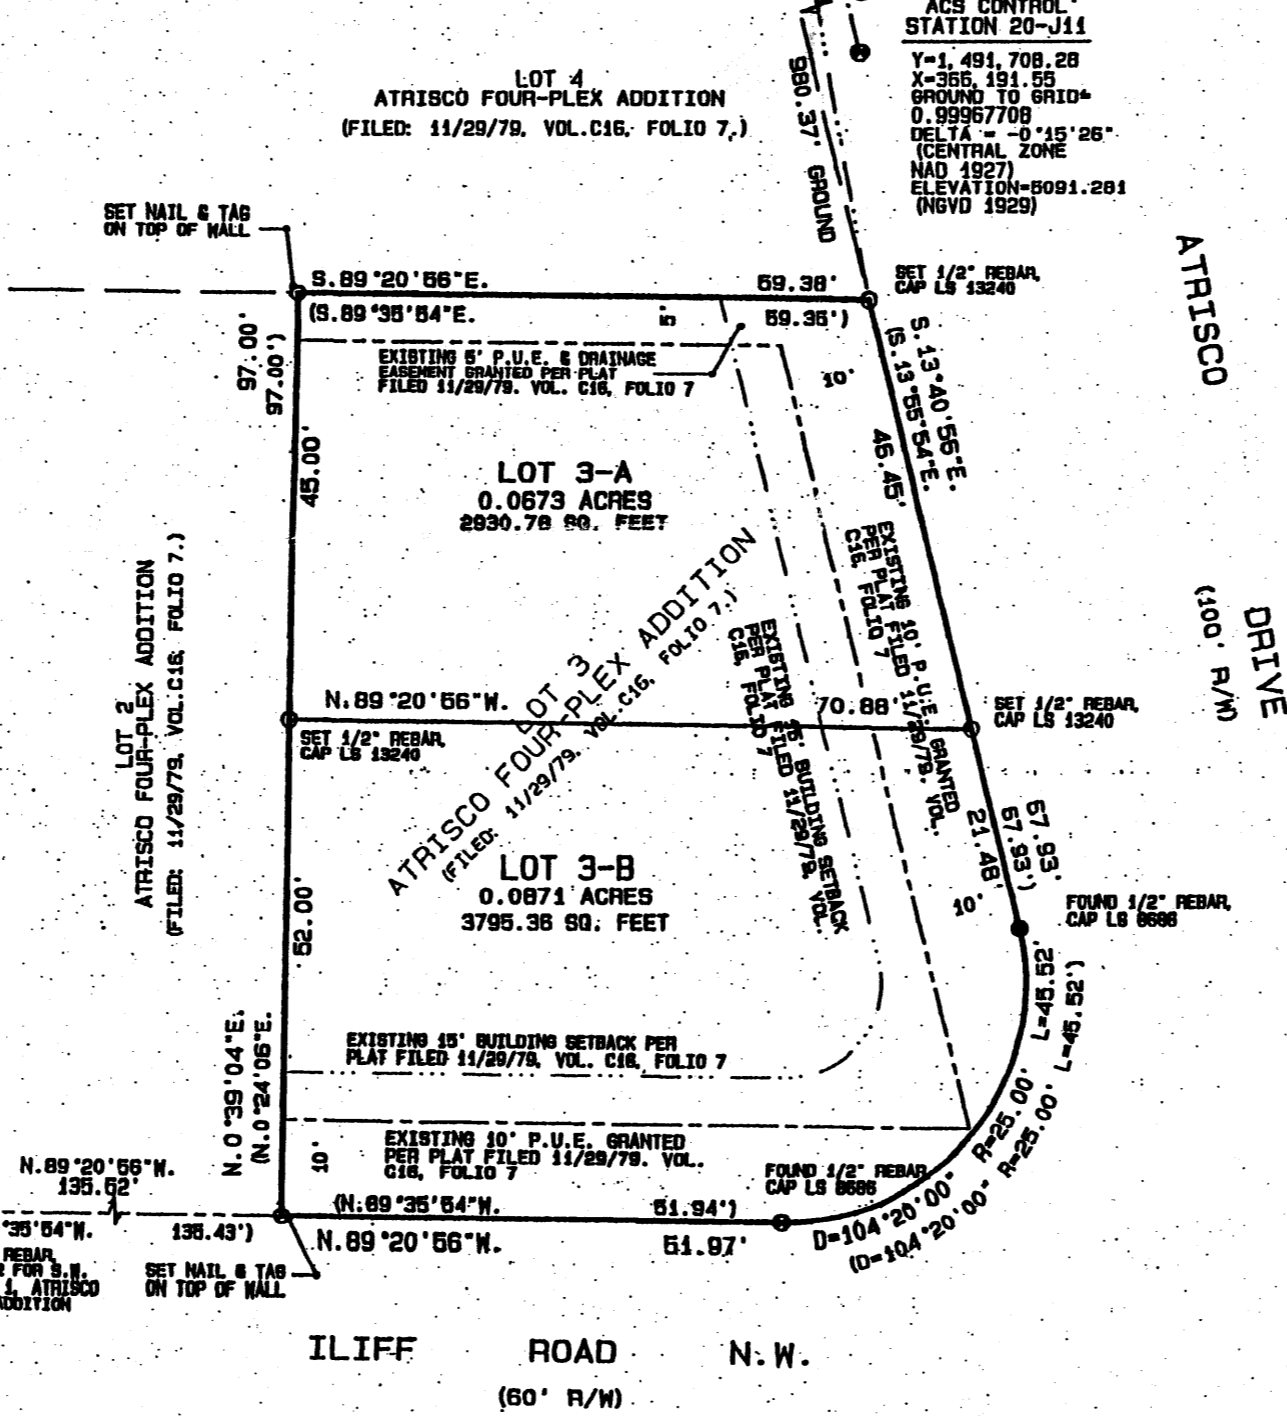 ACS CONTROL
STATION 20-J11
Y=1, 491, 708.28
X=366, 191.55
GROUND TO GRID=
0.99967708
DELTA = -0°15'26"
(CENTRAL ZONE
NAD 1927)
ELEVATION=5091.281
(NGVD 1929)
LOT 4
ATRISCO FOUR-PLEX ADDITION
(FILED: 11/29/79, VOL.C16, FOLIO 7.)
980.37' GROUND
SET NAIL & TAG
ON TOP OF WALL
S.89°20'56"E. 59.38'
(S.89°35'54"E. 59.35')
5'
SET 1/2" REBAR,
CAP LS 13240
ATRISCO
DRIVE
(100' R/W)
97.00'
97.00')
45.00'
EXISTING 5' P.U.E. & DRAINAGE
EASEMENT GRANTED PER PLAT
FILED 11/29/79, VOL. C16, FOLIO 7
10'
S.13°40'56"E.
(S.13°55'54"E.
46.45'
LOT 3-A
0.0673 ACRES
2930.78 SQ. FEET
EXISTING 10' P.U.E. GRANTED
PER PLAT FILED 11/29/79, VOL.
C16, FOLIO 7
LOT 3
ATRISCO FOUR-PLEX ADDITION
(FILED: 11/29/79, VOL.C16, FOLIO 7.)
EXISTING 15' BUILDING SETBACK
PER PLAT FILED 11/29/79, VOL.
C16, FOLIO 7
LOT 2
ATRISCO FOUR-PLEX ADDITION
(FILED: 11/29/79, VOL.C16, FOLIO 7.)
N.89°20'56"W. 70.88'
SET 1/2" REBAR,
CAP LS 13240
SET 1/2" REBAR,
CAP LS 13240
57.93'
57.93')
21.48'
10'
LOT 3-B
0.0871 ACRES
3795.36 SQ. FEET
52.00'
FOUND 1/2" REBAR,
CAP LS 8686
L=45.52'
L=45.52')
N.0°39'04"E.
(N.0°24'06"E.
EXISTING 15' BUILDING SETBACK PER
PLAT FILED 11/29/79, VOL. C16, FOLIO 7
10'
EXISTING 10' P.U.E. GRANTED
PER PLAT FILED 11/29/79, VOL.
C16, FOLIO 7
FOUND 1/2" REBAR
CAP LS 8686
D=104°20'00" R=25.00'
(D=104°20'00" R=25.00'
N.89°20'56"W.
135.52'
°35'54"W. 135.43')
(N.89°35'54"W. 51.94')
N.89°20'56"W. 51.97'
REBAR,
FOR S.W.
1, ATRISCO
ADDITION
SET NAIL & TAG
ON TOP OF WALL
ILIFF ROAD N.W.
(60' R/W)